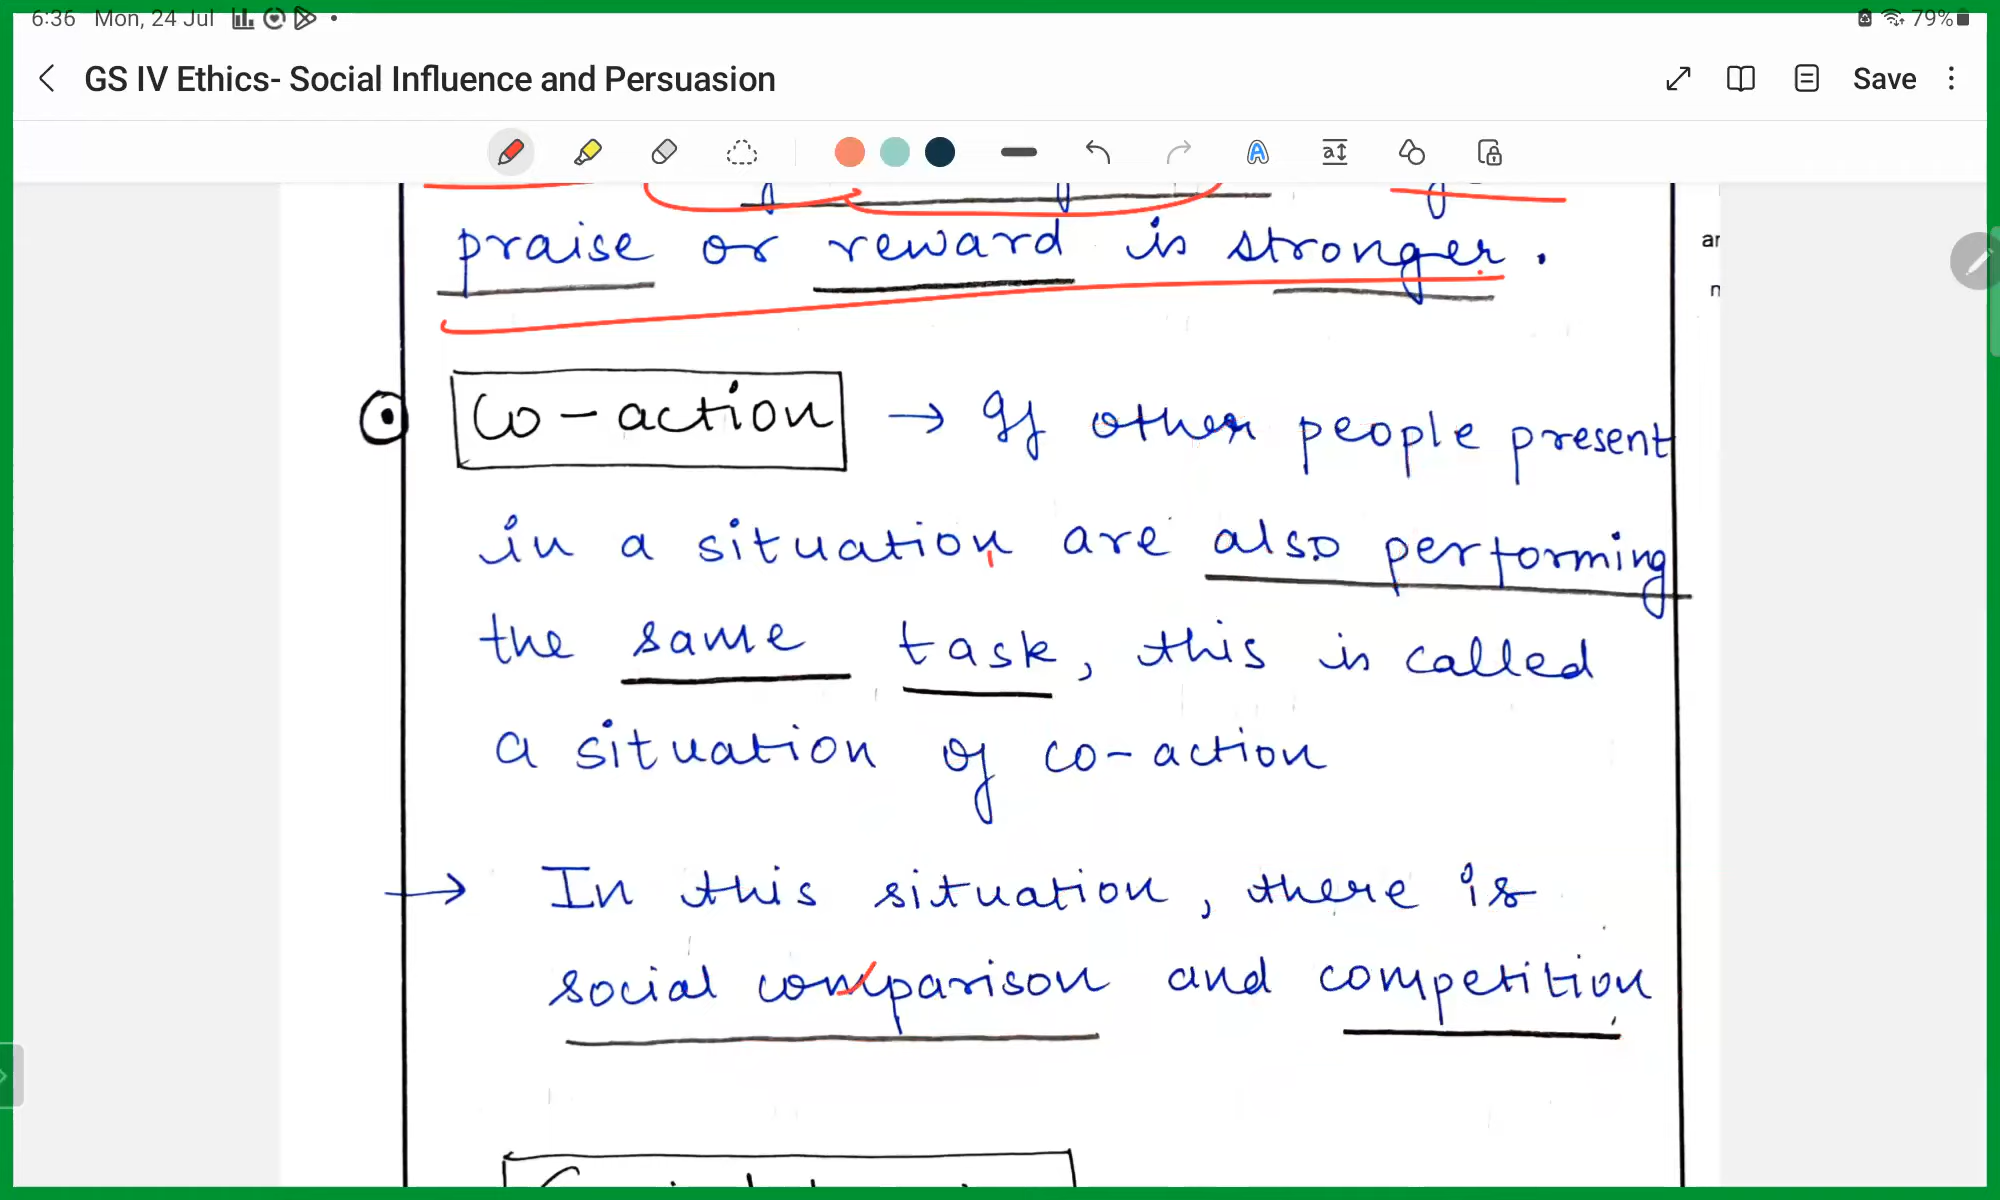 6:36 Mon, 24 Jul 79%
GS IV Ethics- Social Influence and Persuasion Save
praise or reward is stronger.
Co-action → If other people present
in a situation are also performing
the same task, this is called
a situation of co-action
→ In this situation, there is
social comparison and competition